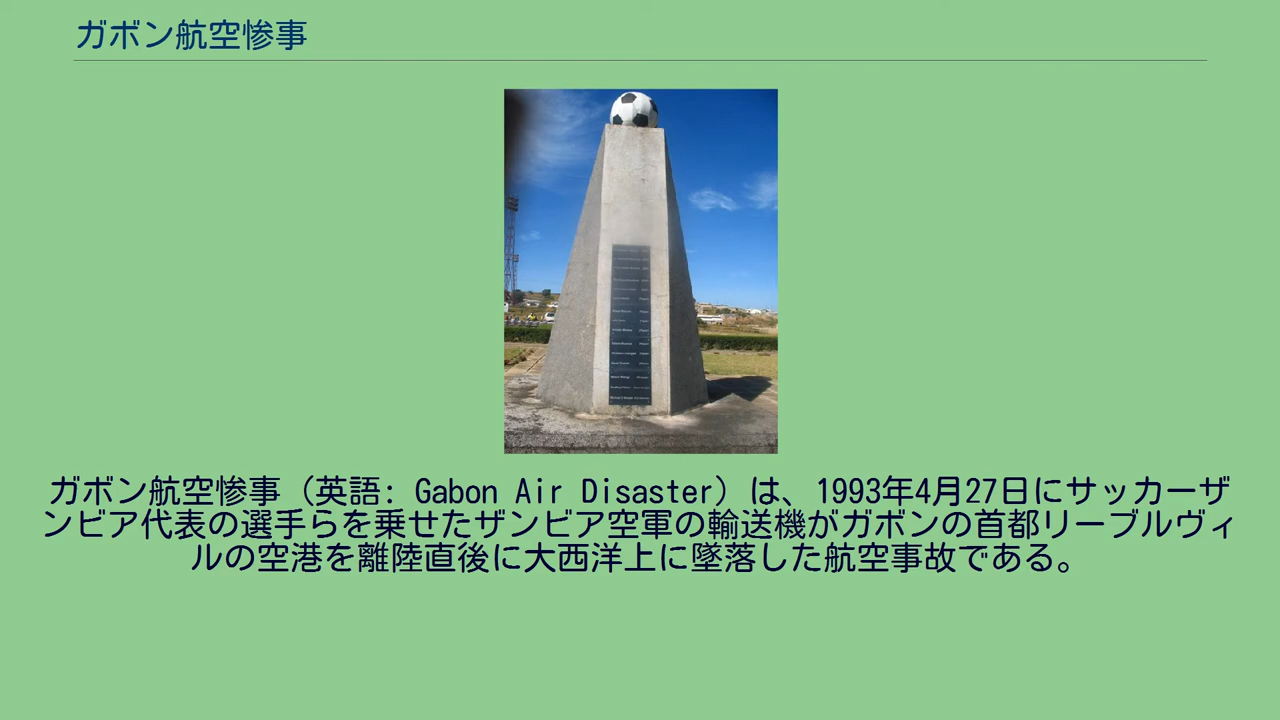 ガボン航空惨事
ガボン航空惨事（英語: Gabon Air Disaster）は、1993年4月27日にサッカーザ
ンビア代表の選手らを乗せたザンビア空軍の輸送機がガボンの首都リーブルヴィ
ルの空港を離陸直後に大西洋上に墜落した航空事故である。